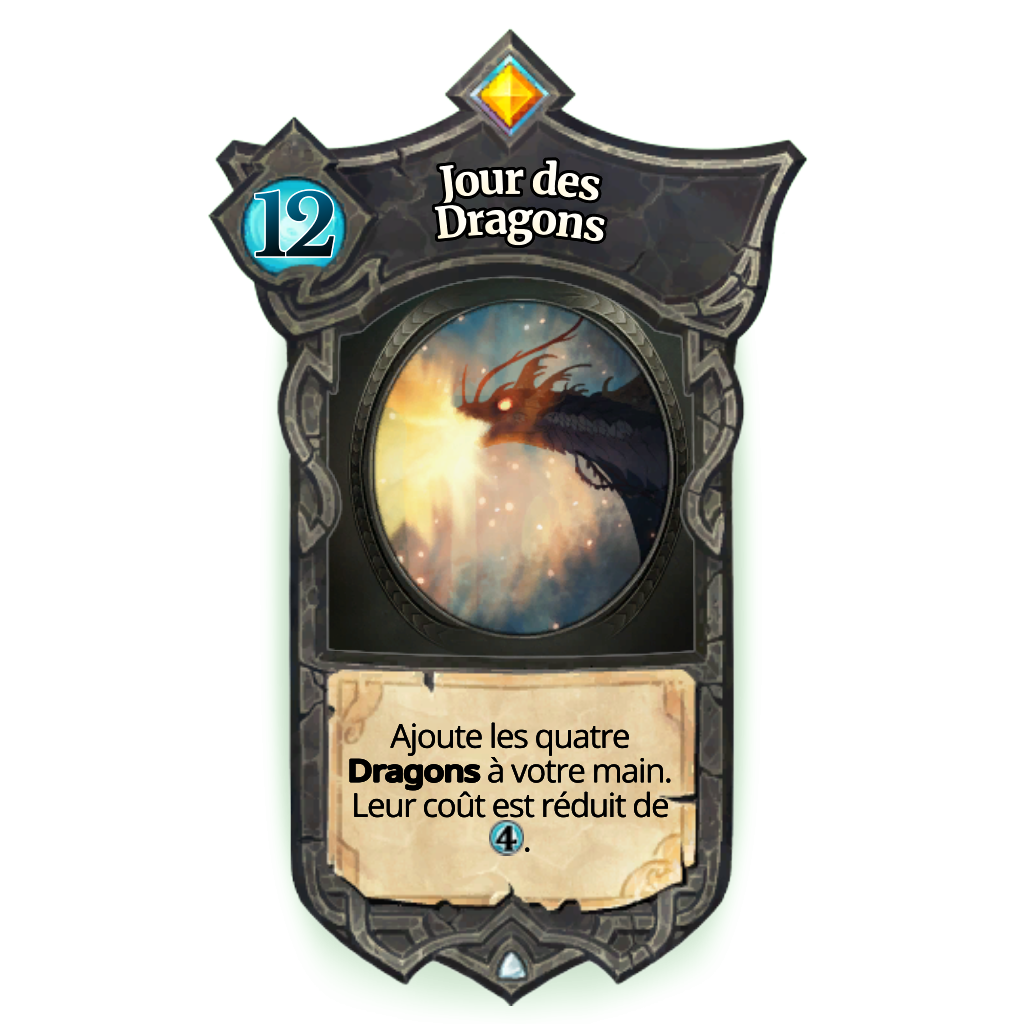 12
Jour des
Dragons
Ajoute les quatre
Dragons à votre main.
Leur coût est réduit de
4.